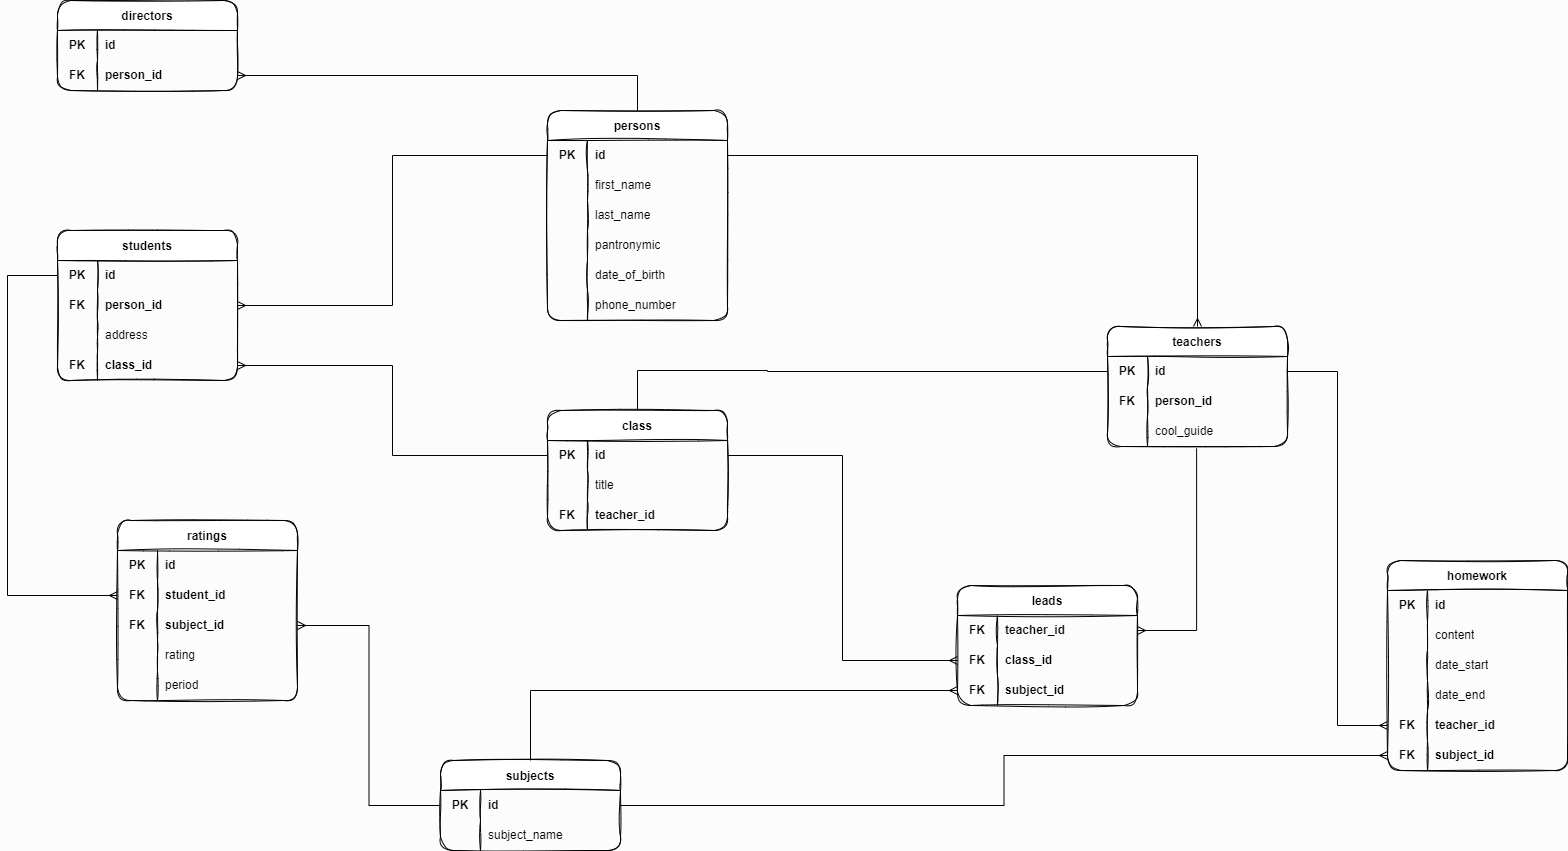 directors
PK id
FK person_id
persons
PK id
first_name
last_name
pantronymic
date_of_birth
phone_number
students
PK id
FK person_id
address
FK class_id
teachers
PK id
FK person_id
cool_guide
class
PK id
title
FK teacher_id
ratings
PK id
FK student_id
FK subject_id
rating
period
leads
FK teacher_id
FK class_id
FK subject_id
homework
PK id
content
date_start
date_end
FK teacher_id
FK subject_id
subjects
PK id
subject_name